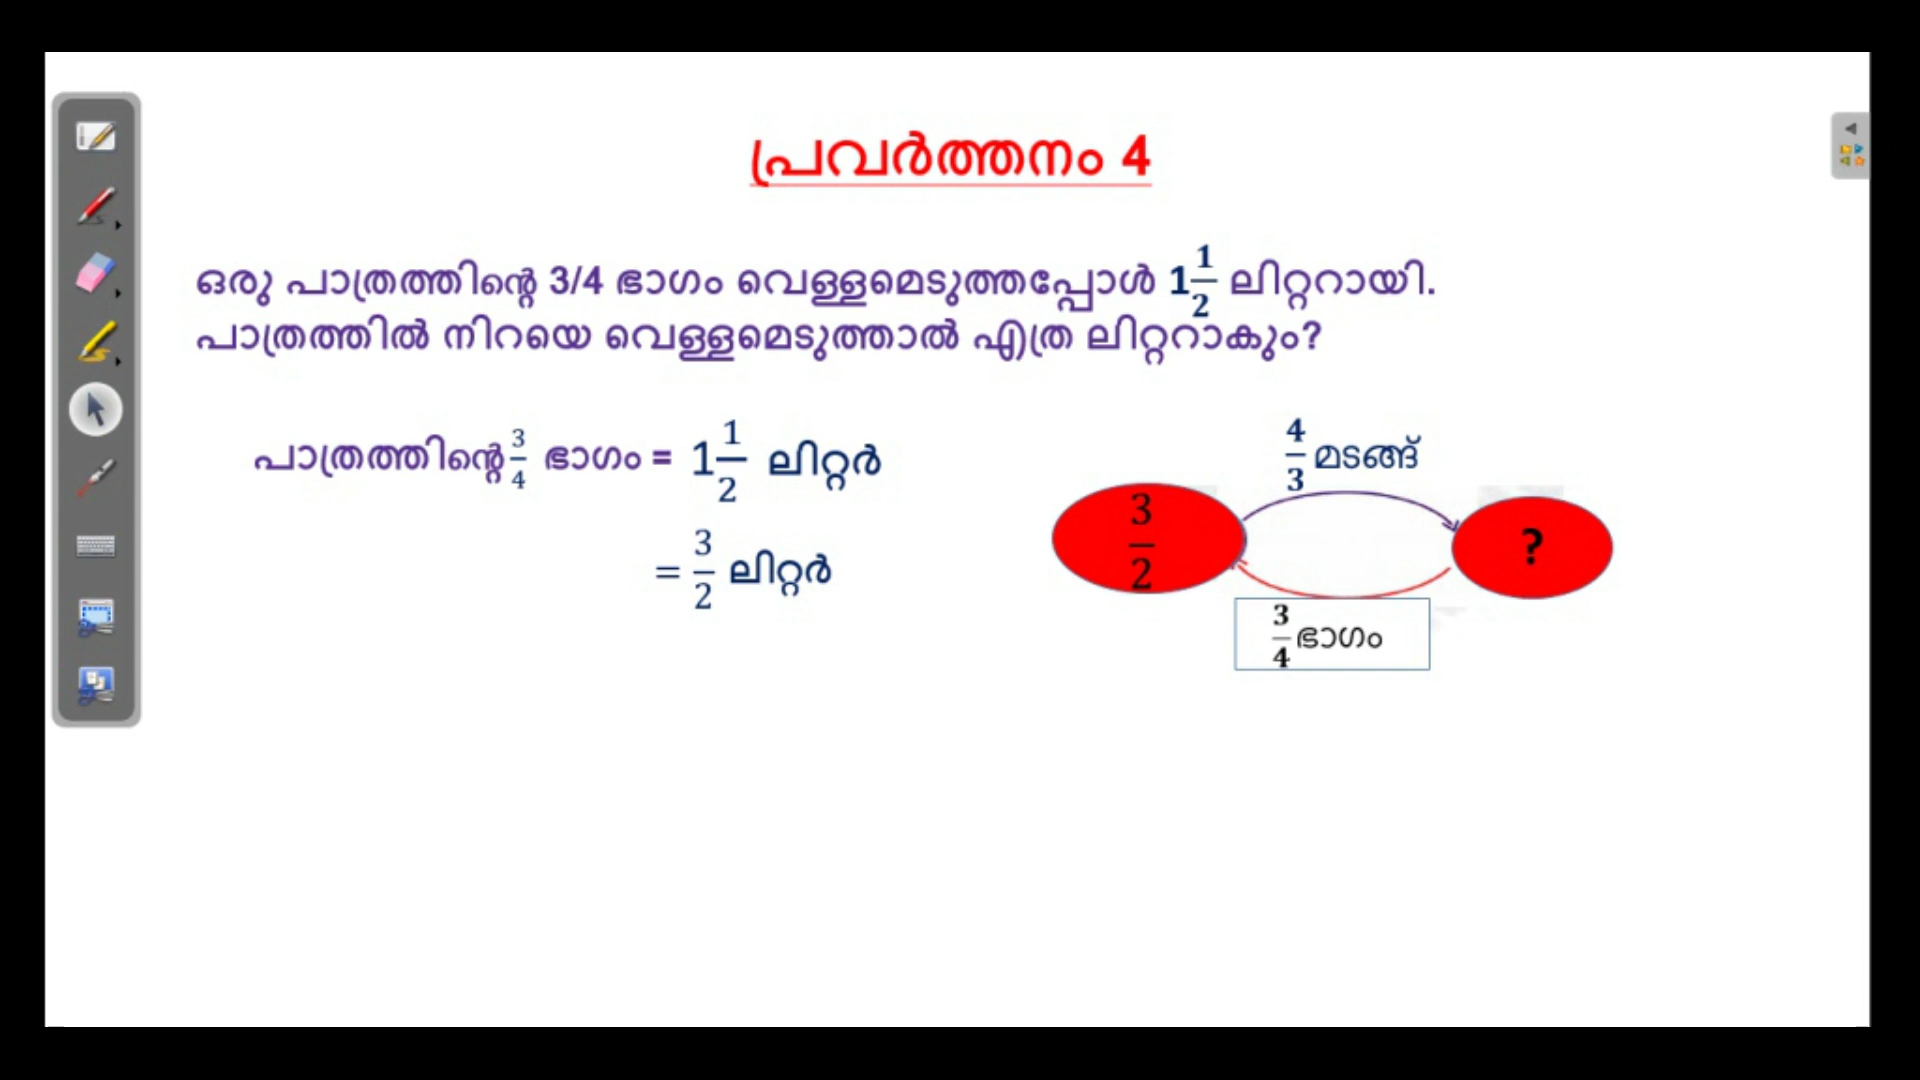 പ്രവർത്തനം 4
ഒരു പാത്രത്തിന്റെ 3/4 ഭാഗം വെള്ളമെടുത്തപ്പോൾ 1 1/2 ലിറ്ററായി.
പാത്രത്തിൽ നിറയെ വെള്ളമെടുത്താൽ എത്ര ലിറ്ററാകും?
പാത്രത്തിന്റെ 3/4 ഭാഗം = 1 1/2 ലിറ്റർ
= 3/2 ലിറ്റർ
4/3 മടങ്ങ്
3/2
?
3/4 ഭാഗം